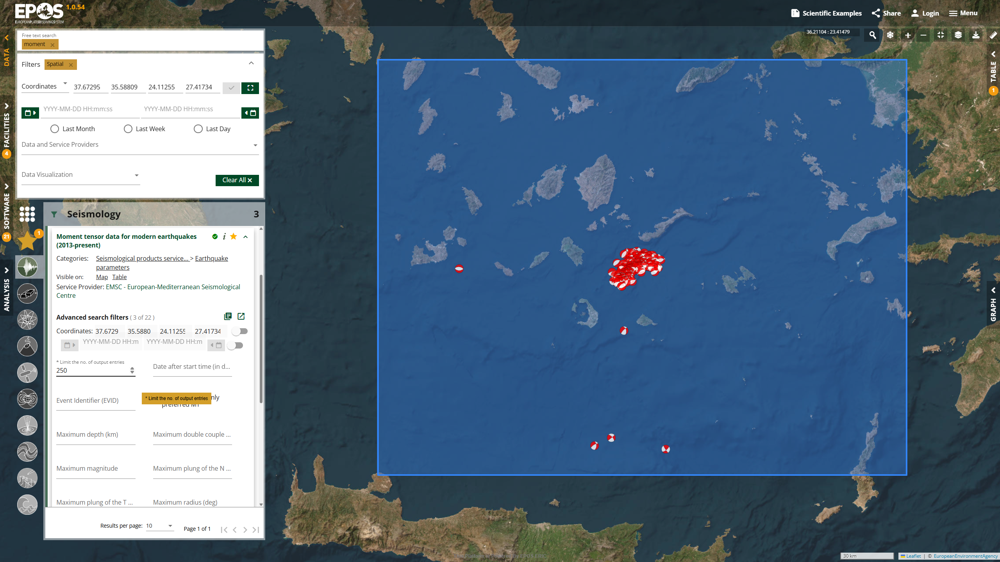 EPOS 1.0.54
EUROPEANPLATEOBSERVINGSYSTEM
Scientific Examples
Share
Login
Menu
36.21104 : 23.41479
DATA
FACILITIES
4
SOFTWARE
21
ANALYSIS
TABLE
1
GRAPH
Free text search
moment
Filters
Spatial
Coordinates
37.67295
35.58809
24.11255
27.41734
YYYY-MM-DD HH:mm:ss
YYYY-MM-DD HH:mm:ss
Last Month
Last Week
Last Day
Data and Service Providers
Data Visualization
Clear All
1
Seismology
3
Moment tensor data for modern earthquakes
(2013-present)
Categories: Seismological products service... > Earthquake
parameters
Visible on: Map Table
Service Provider: EMSC - European-Mediterranean Seismological
Centre
Advanced search filters ( 3 of 22 )
Coordinates: 37.6729 35.5880 24.11255 27.41734
YYYY-MM-DD HH:m
YYYY-MM-DD HH:m
* Limit the no. of output entries
250
Date after start time (in d...
Event Identifier (EVID)
* Limit the no. of output entries
nly
preferred MT
Maximum depth (km)
Maximum double couple ...
Maximum magnitude
Maximum plung of the N ...
Maximum plung of the T ...
Maximum radius (deg)
Results per page: 10
Page 1 of 1
Platform is Powered By EPOS ERIC
30 km
Leaflet | © EuropeanEnvironmentAgency